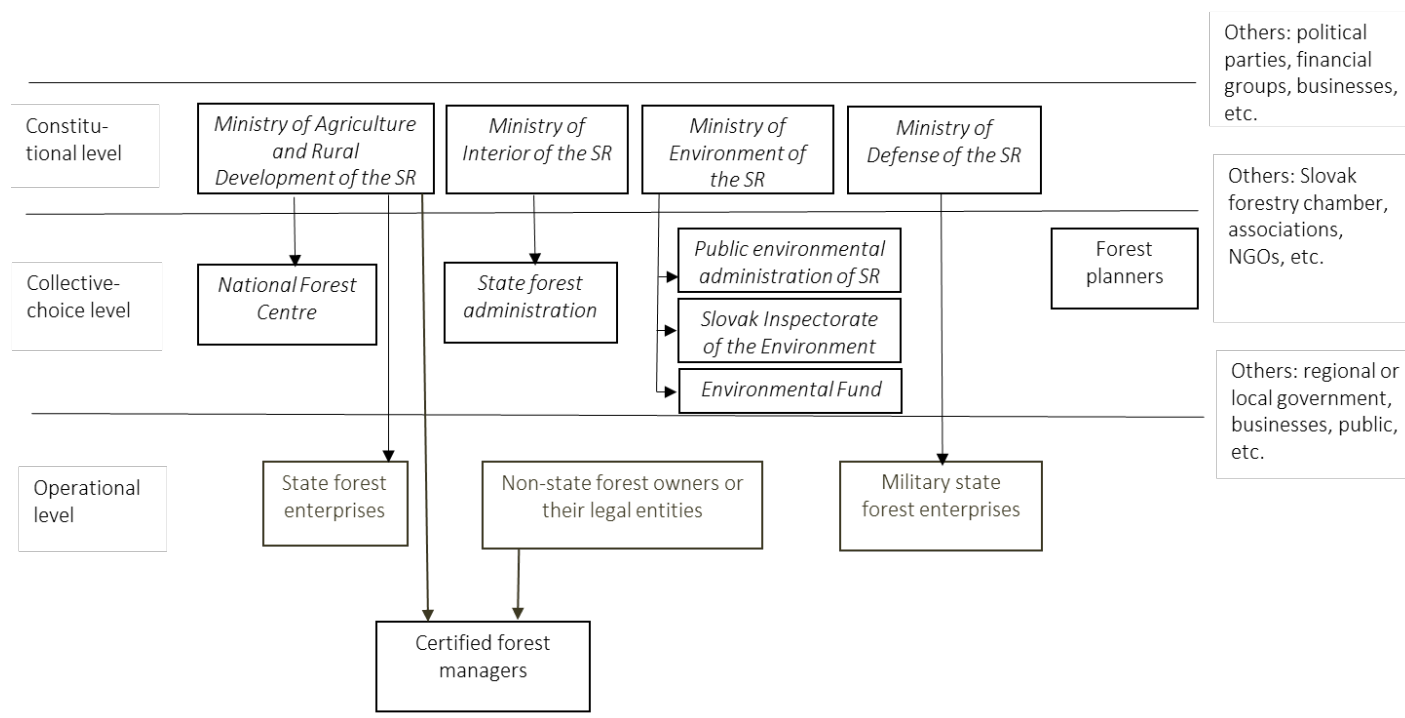 Others: political
parties, financial
groups, businesses,
etc.
Constitu-
tional level
Ministry of Agriculture
and Rural
Development of the SR
Ministry of
Interior of the SR
Ministry of
Environment of
the SR
Ministry of
Defense of the SR
Others: Slovak
forestry chamber,
associations,
NGOs, etc.
Collective-
choice level
National Forest
Centre
State forest
administration
Public environmental
administration of SR
Slovak Inspectorate
of the Environment
Environmental Fund
Forest
planners
Others: regional or
local government,
businesses, public,
etc.
Operational
level
State forest
enterprises
Non-state forest owners or
their legal entities
Military state
forest enterprises
Certified forest
managers